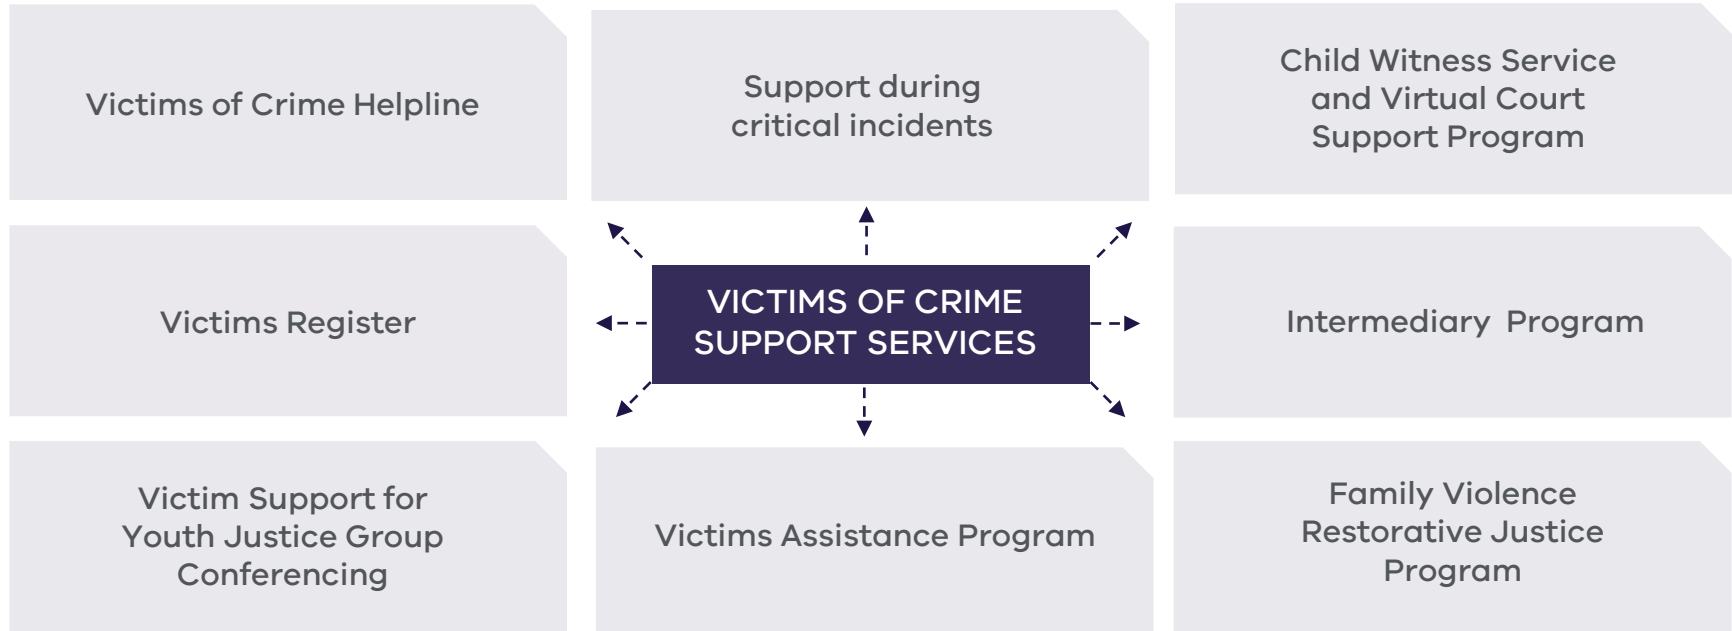 Victims of Crime Helpline
Support during
critical incidents
Child Witness Service
and Virtual Court
Support Program
Victims Register
VICTIMS OF CRIME
SUPPORT SERVICES
Intermediary Program
Victim Support for
Youth Justice Group
Conferencing
Victims Assistance Program
Family Violence
Restorative Justice
Program